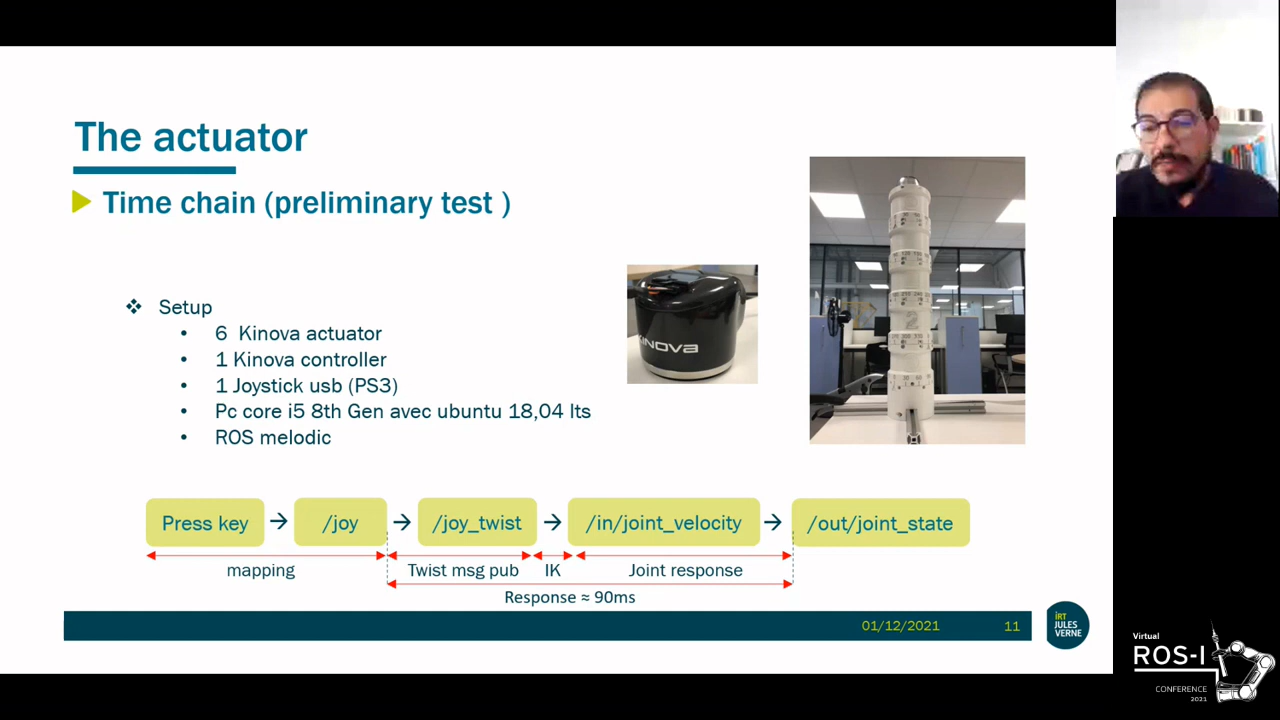 The actuator
Time chain (preliminary test )
Setup
6 Kinova actuator
1 Kinova controller
1 Joystick usb (PS3)
Pc core i5 8th Gen avec ubuntu 18,04 lts
ROS melodic
KINOVA
Press key
/joy
/joy_twist
/in/joint_velocity
/out/joint_state
mapping
Twist msg pub
IK
Joint response
Response ≈ 90ms
01/12/2021
11
iRT
JULES
VERNE
Virtual
ROS-I
CONFERENCE
2021